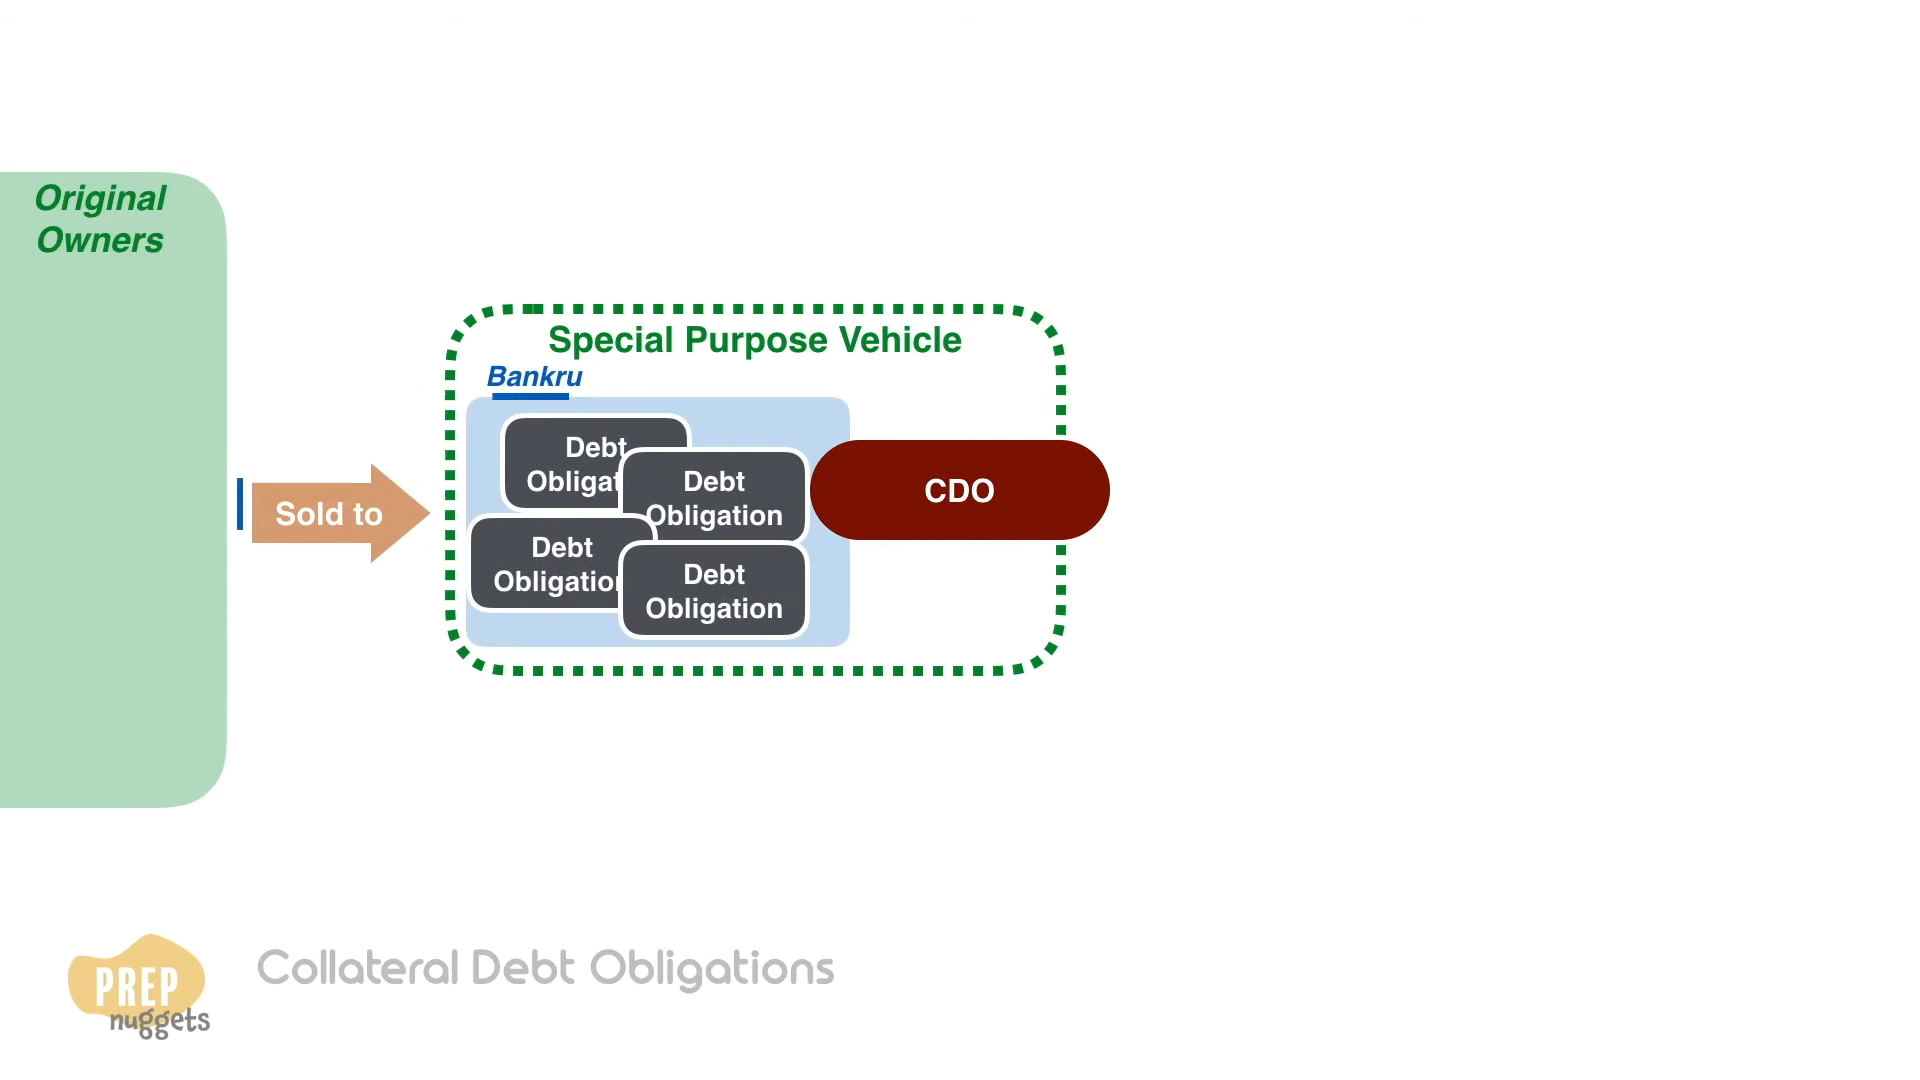 Original
Owners
Sold to
Special Purpose Vehicle
Bankru
Debt
Obligat
Debt
Obligation
Debt
Obligation
Debt
Obligation
CDO
PREP
nuggets
Collateral Debt Obligations